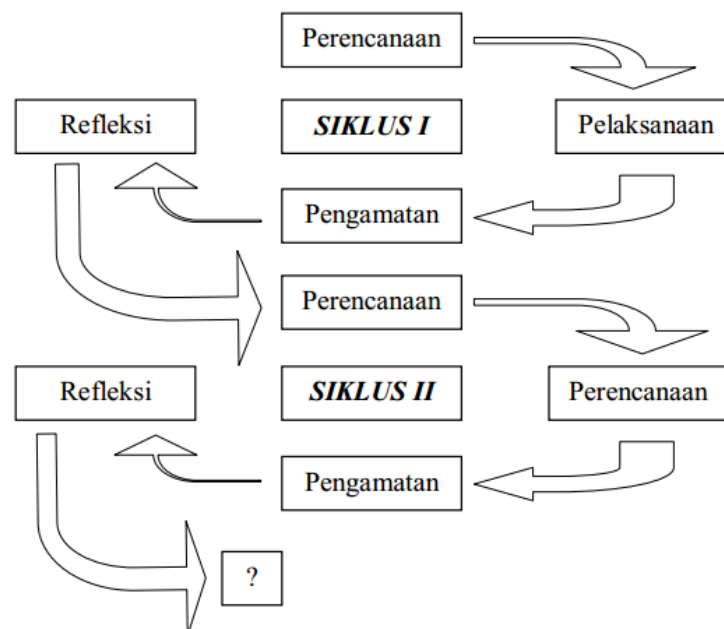 Perencanaan
Refleksi
SIKLUS I
Pelaksanaan
Pengamatan
Perencanaan
Refleksi
SIKLUS II
Perencanaan
Pengamatan
?